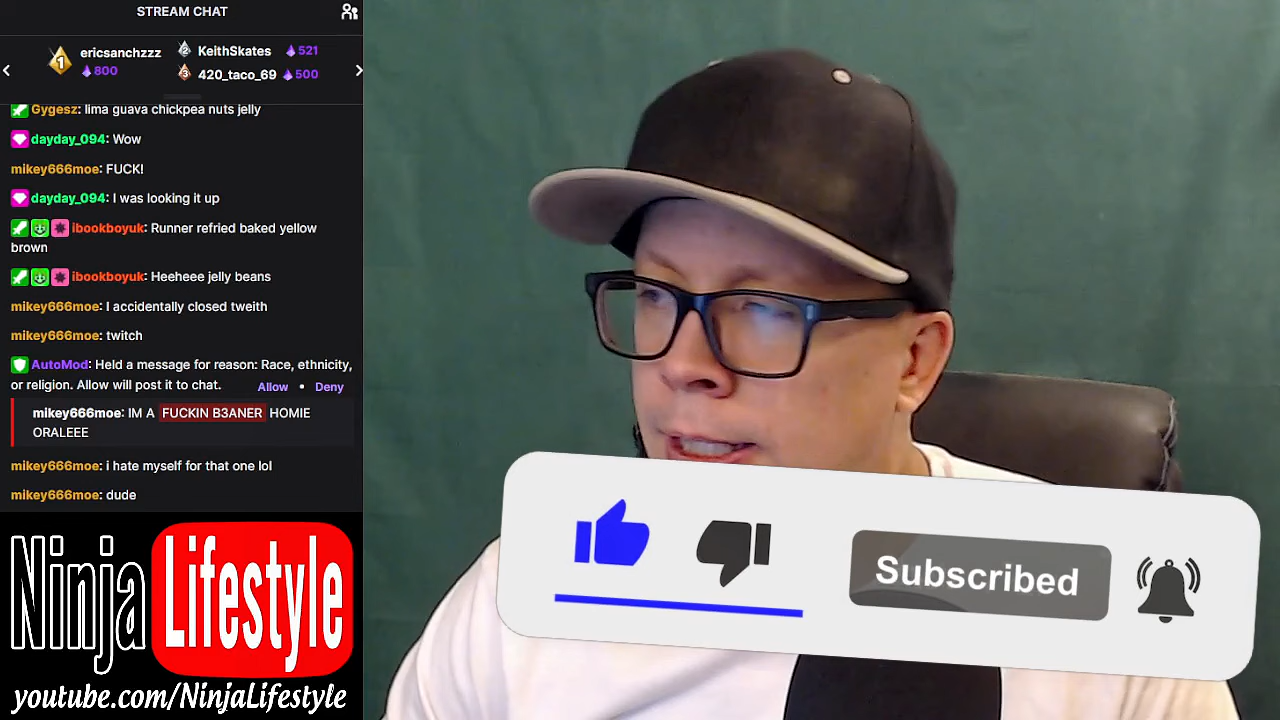 STREAM CHAT
1 ericsanchzzz 800
2 KeithSkates 521
3 420_taco_69 500
Gygesz: lima guava chickpea nuts jelly
dayday_094: Wow
mikey666moe: FUCK!
dayday_094: I was looking it up
ibookboyuk: Runner refried baked yellow
brown
ibookboyuk: Heeheee jelly beans
mikey666moe: I accidentally closed tweith
mikey666moe: twitch
AutoMod: Held a message for reason: Race, ethnicity,
or religion. Allow will post it to chat. Allow • Deny
mikey666moe: IM A FUCKIN B3ANER HOMIE
ORALEEE
mikey666moe: i hate myself for that one lol
mikey666moe: dude
Ninja Lifestyle
youtube.com/NinjaLifestyle
Subscribed